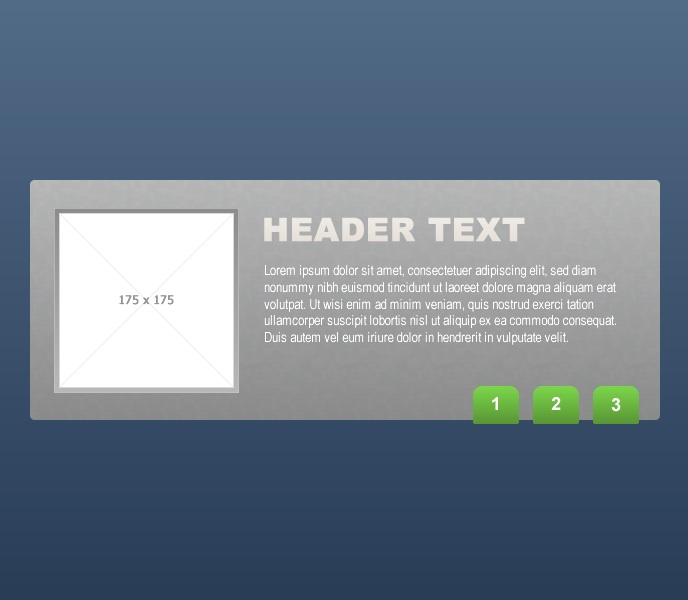 HEADER TEXT
175 x 175
Lorem ipsum dolor sit amet, consectetuer adipiscing elit, sed diam
nonummy nibh euismod tincidunt ut laoreet dolore magna aliquam erat
volutpat. Ut wisi enim ad minim veniam, quis nostrud exerci tation
ullamcorper suscipit lobortis nisl ut aliquip ex ea commodo consequat.
Duis autem vel eum iriure dolor in hendrerit in vulputate velit.
1 2 3